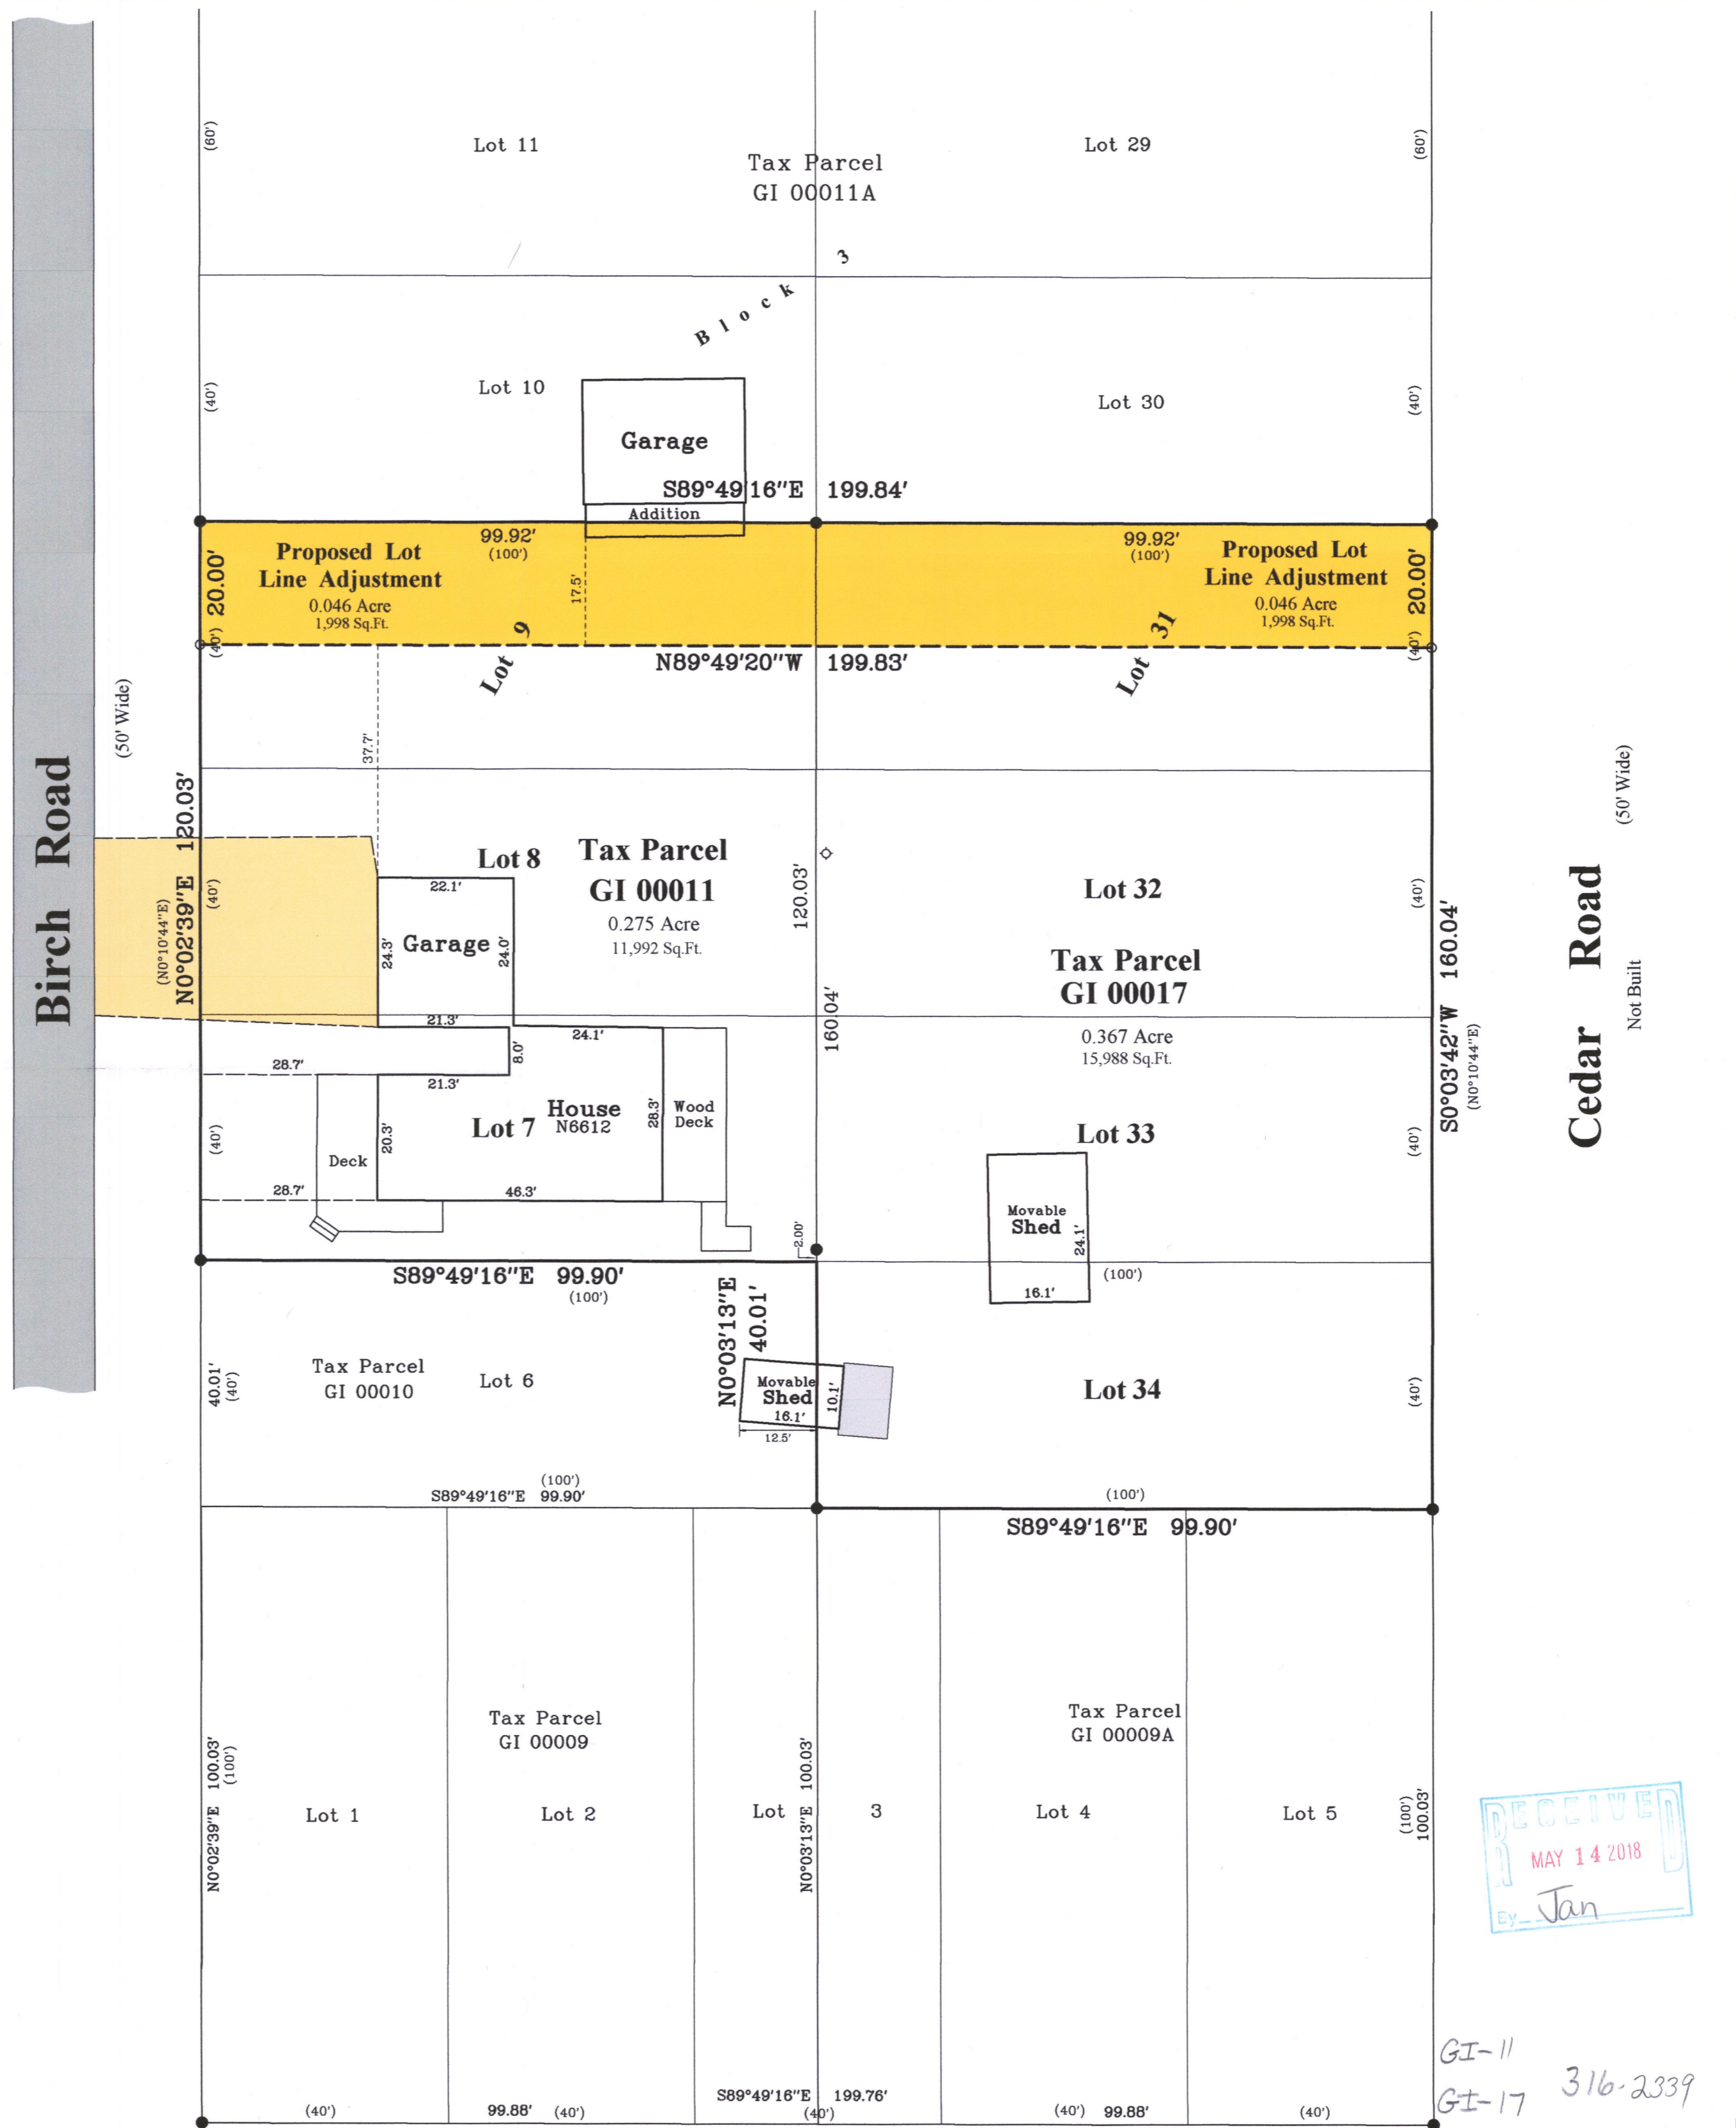 (60')
Lot 11
Tax Parcel
GI 00011A
Lot 29
(60')
Block 3
(40')
Lot 10
Garage
Lot 30
(40')
S89°49'16"E 199.84'
Addition
99.92'
(100')
99.92'
(100')
Proposed Lot
Line Adjustment
0.046 Acre
1,998 Sq.Ft.
20.00'
17.5'
Proposed Lot
Line Adjustment
0.046 Acre
1,998 Sq.Ft.
20.00'
(40')
Lot 9
Lot 31
(40')
N89°49'20"W 199.83'
(50' Wide)
Birch Road
37.7'
N0°02'39"E 120.03'
(N0°10'44"E)
(40')
Lot 8
Tax Parcel
GI 00011
0.275 Acre
11,992 Sq.Ft.
120.03'
160.04'
22.1'
24.3'
Garage
24.0'
21.3'
24.1'
8.0'
28.7'
21.3'
House
N6612
Lot 7
20.3'
28.3'
Wood
Deck
Deck
(40')
28.7'
46.3'
2.00'
Lot 32
Tax Parcel
GI 00017
0.367 Acre
15,988 Sq.Ft.
(40')
S0°03'42"W 160.04'
(N0°10'44"E)
Cedar Road
(50' Wide)
Not Built
Lot 33
(40')
Movable
Shed
24.1'
16.1'
(100')
S89°49'16"E 99.90'
(100')
N0°03'13"E
40.01'
Tax Parcel
GI 00010
Lot 6
40.01'
(40')
Movable
Shed
16.1'
10.1'
12.5'
Lot 34
(40')
(100')
S89°49'16"E 99.90'
(100')
S89°49'16"E 99.90'
Tax Parcel
GI 00009
Tax Parcel
GI 00009A
N0°02'39"E 100.03'
(100')
Lot 1
Lot 2
Lot 3
N0°03'13"E 100.03'
Lot 4
Lot 5
(100')
100.03'
RECEIVED
MAY 14 2018
By Jan
GI-11
GI-17
316-2339
S89°49'16"E 199.76'
(40')
99.88' (40')
(40')
(40') 99.88'
(40')